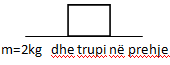 m=2kg dhe trupi në prehje